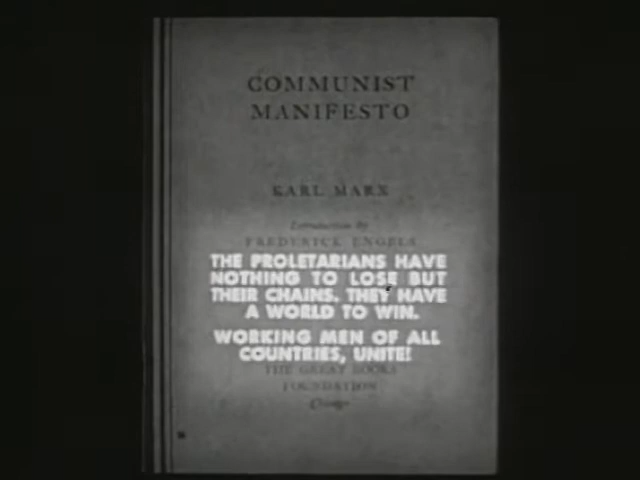 COMMUNIST
MANIFESTO
KARL MARX
Introduction by
FREDERICK ENGELS
THE PROLETARIANS HAVE
NOTHING TO LOSE BUT
THEIR CHAINS. THEY HAVE
A WORLD TO WIN.
WORKING MEN OF ALL
COUNTRIES, UNITE!
THE GREAT BOOKS
FOUNDATION
Chicago